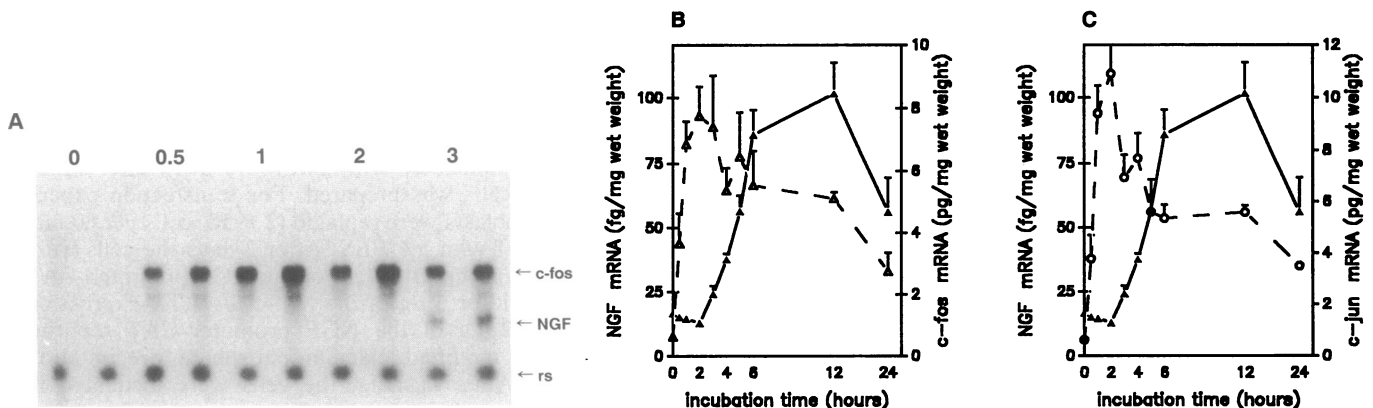 A
0 0.5 1 2 3
← c-fos
← NGF
← rs
B
NGF mRNA (fg/mg wet weight)
100
75
50
25
0
10
8
6
4
2
0
c-fos mRNA (pg/mg wet weight)
0 2 4 6 12 24
incubation time (hours)
C
NGF mRNA (fg/mg wet weight)
100
75
50
25
0
12
10
8
6
4
2
0
c-jun mRNA (pg/mg wet weight)
0 2 4 6 12 24
incubation time (hours)